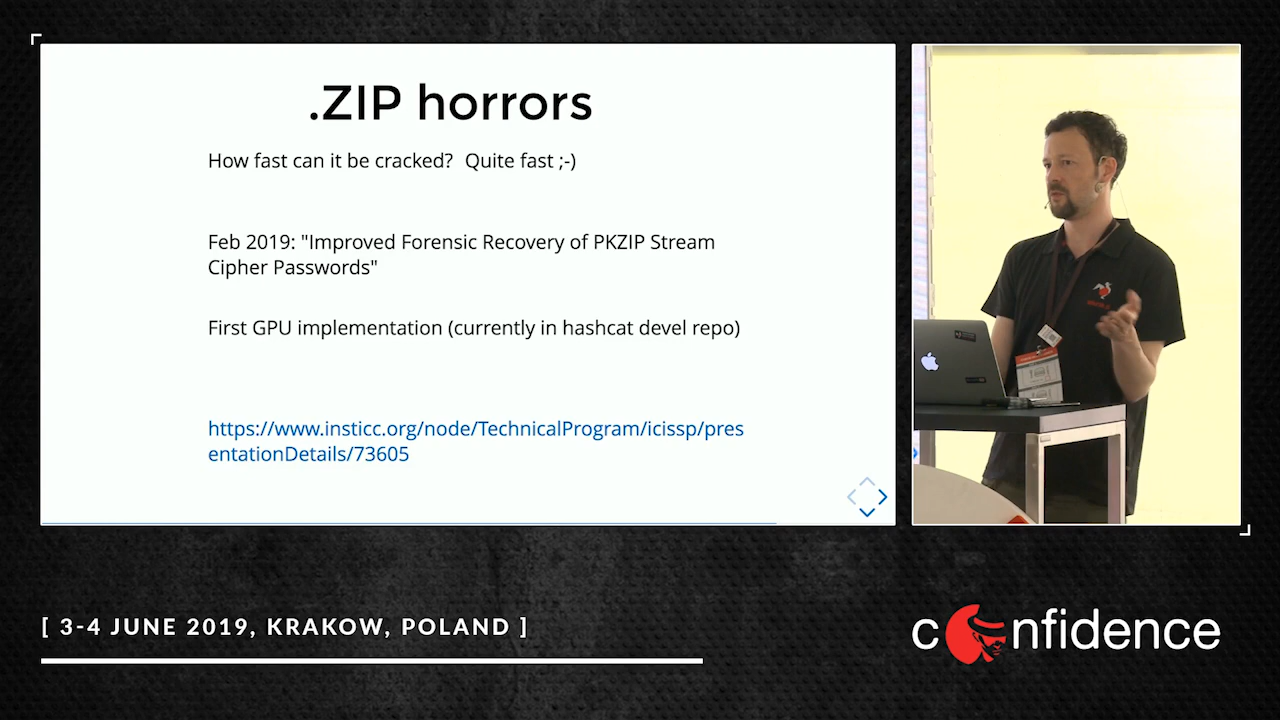 .ZIP horrors
How fast can it be cracked? Quite fast ;-)
Feb 2019: "Improved Forensic Recovery of PKZIP Stream
Cipher Passwords"
First GPU implementation (currently in hashcat devel repo)
https://www.insticc.org/node/TechnicalProgram/icissp/pres
entationDetails/73605
[ 3-4 JUNE 2019, KRAKOW, POLAND ]
confidence